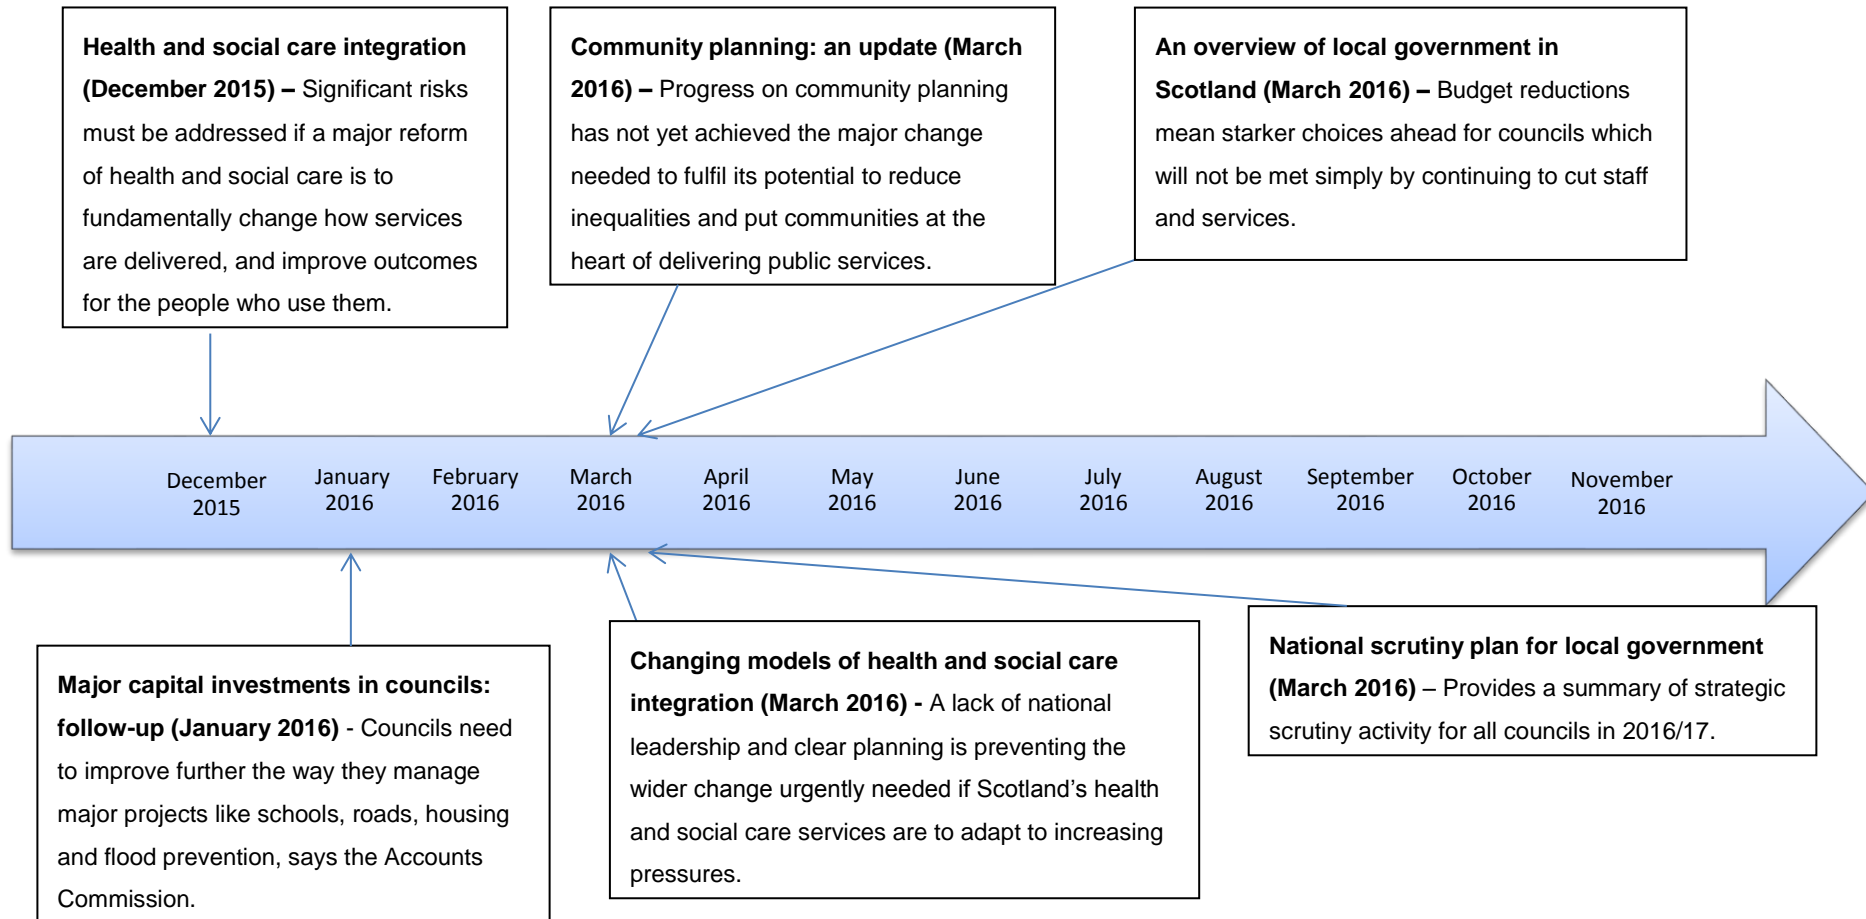 Health and social care integration
(December 2015) – Significant risks
must be addressed if a major reform
of health and social care is to
fundamentally change how services
are delivered, and improve outcomes
for the people who use them.
Community planning: an update (March
2016) – Progress on community planning
has not yet achieved the major change
needed to fulfil its potential to reduce
inequalities and put communities at the
heart of delivering public services.
An overview of local government in
Scotland (March 2016) – Budget reductions
mean starker choices ahead for councils which
will not be met simply by continuing to cut staff
and services.
December
2015
January
2016
February
2016
March
2016
April
2016
May
2016
June
2016
July
2016
August
2016
September
2016
October
2016
November
2016
Major capital investments in councils:
follow-up (January 2016) - Councils need
to improve further the way they manage
major projects like schools, roads, housing
and flood prevention, says the Accounts
Commission.
Changing models of health and social care
integration (March 2016) - A lack of national
leadership and clear planning is preventing the
wider change urgently needed if Scotland’s health
and social care services are to adapt to increasing
pressures.
National scrutiny plan for local government
(March 2016) – Provides a summary of strategic
scrutiny activity for all councils in 2016/17.